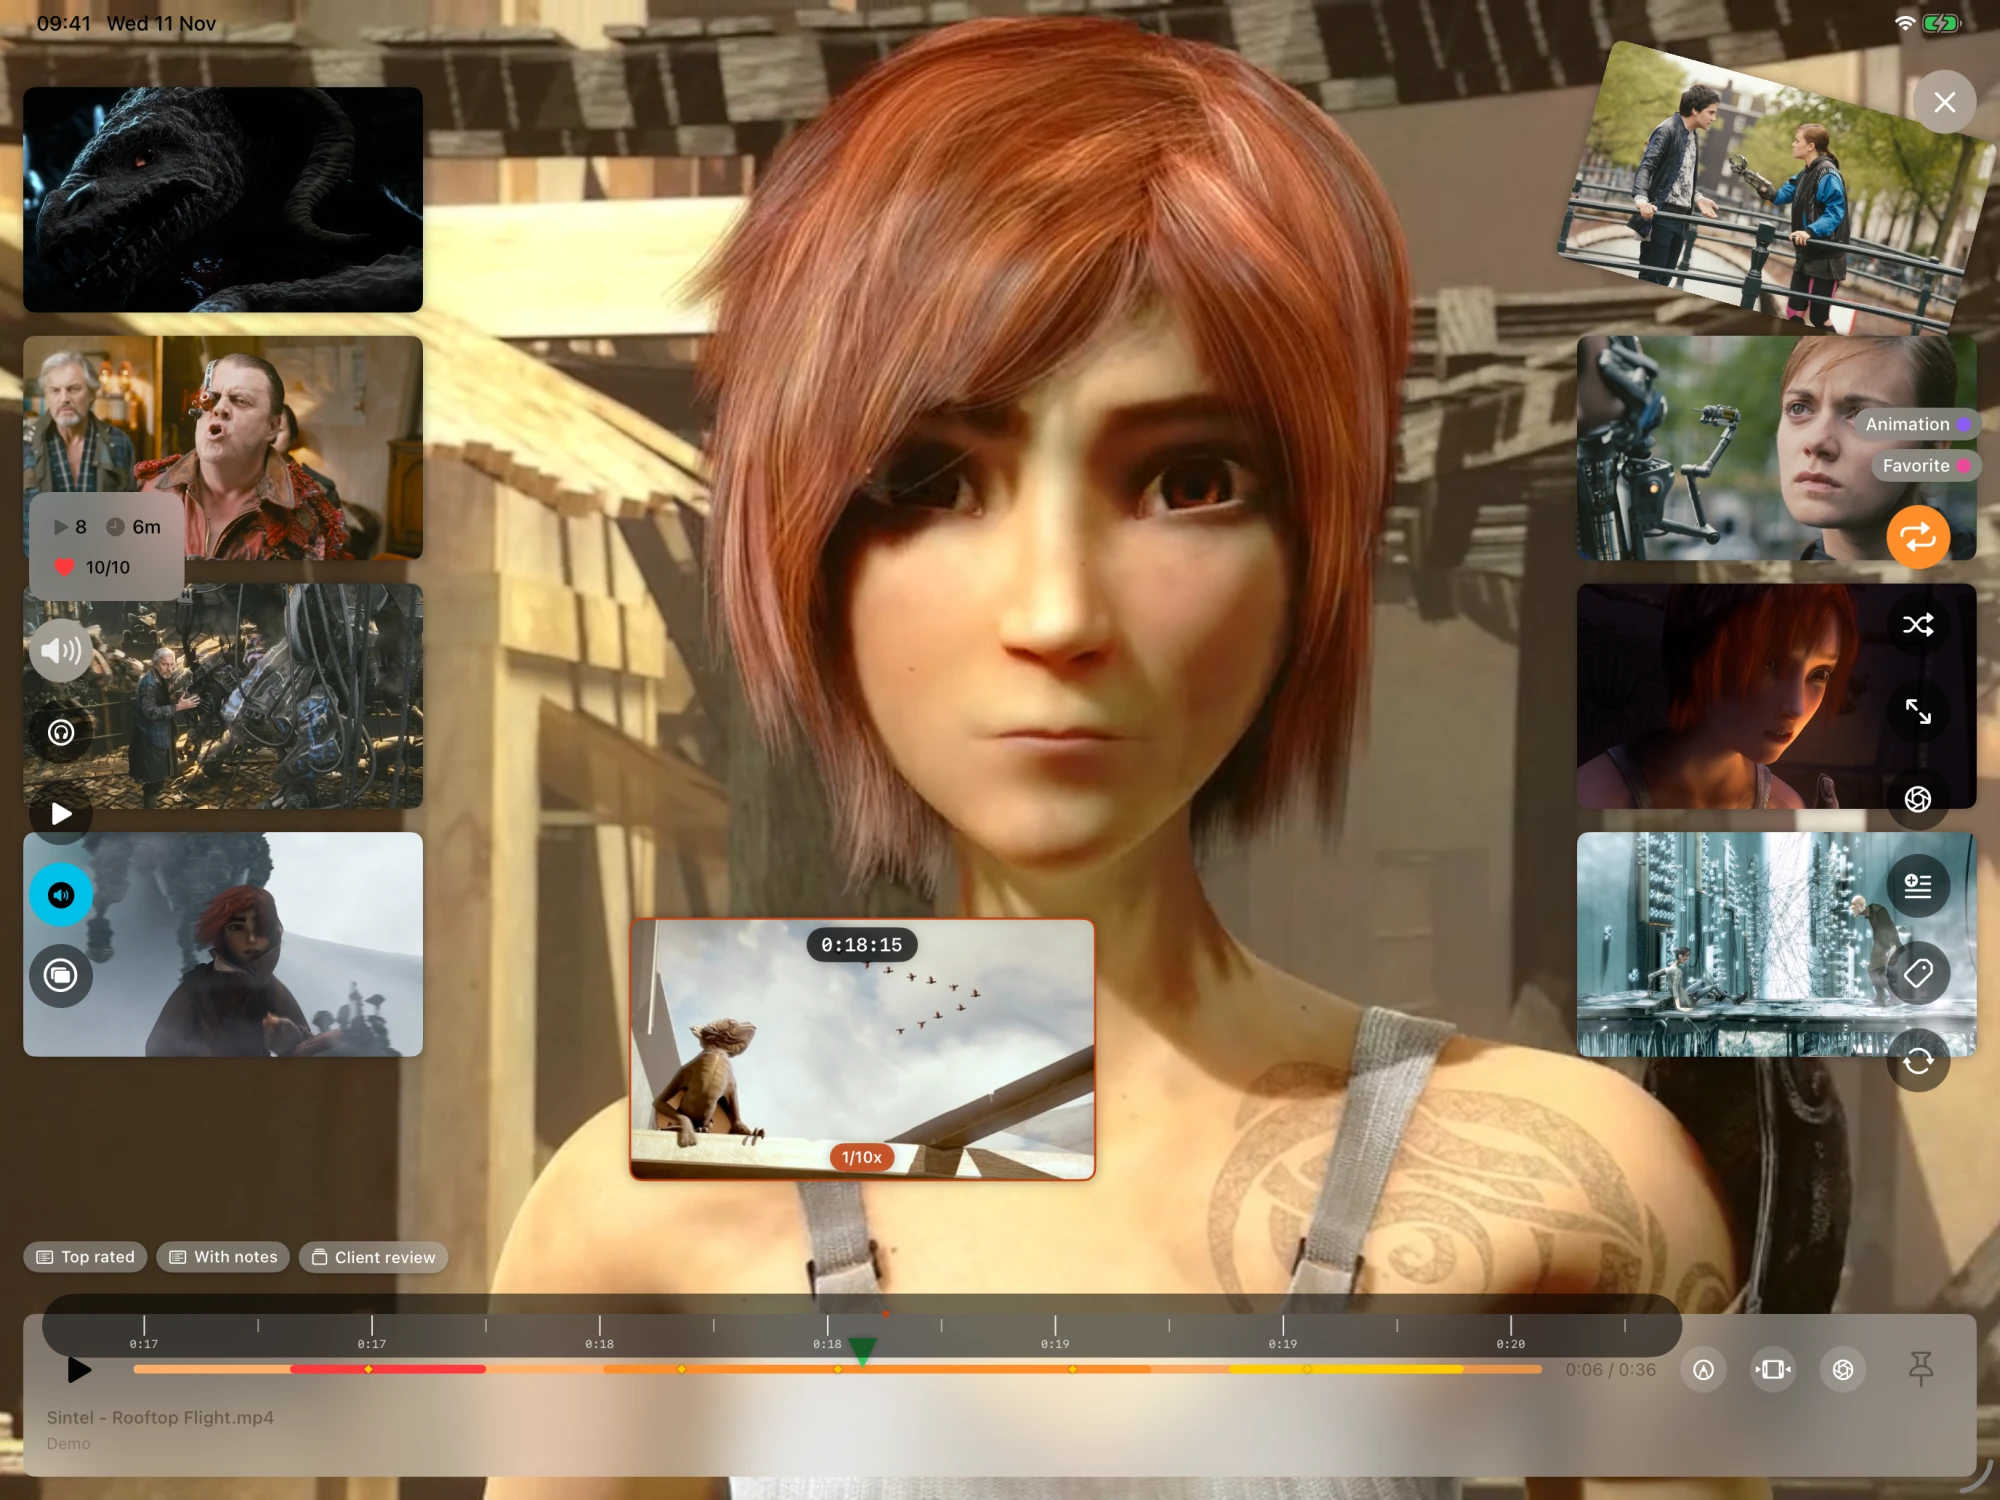 09:41 Wed 11 Nov
Animation
Favorite
8 6m
10/10
0:18:15
1/10x
Top rated
With notes
Client review
0:17 0:17 0:18 0:18 0:19 0:19 0:20
0:06 / 0:36
Sintel - Rooftop Flight.mp4
Demo